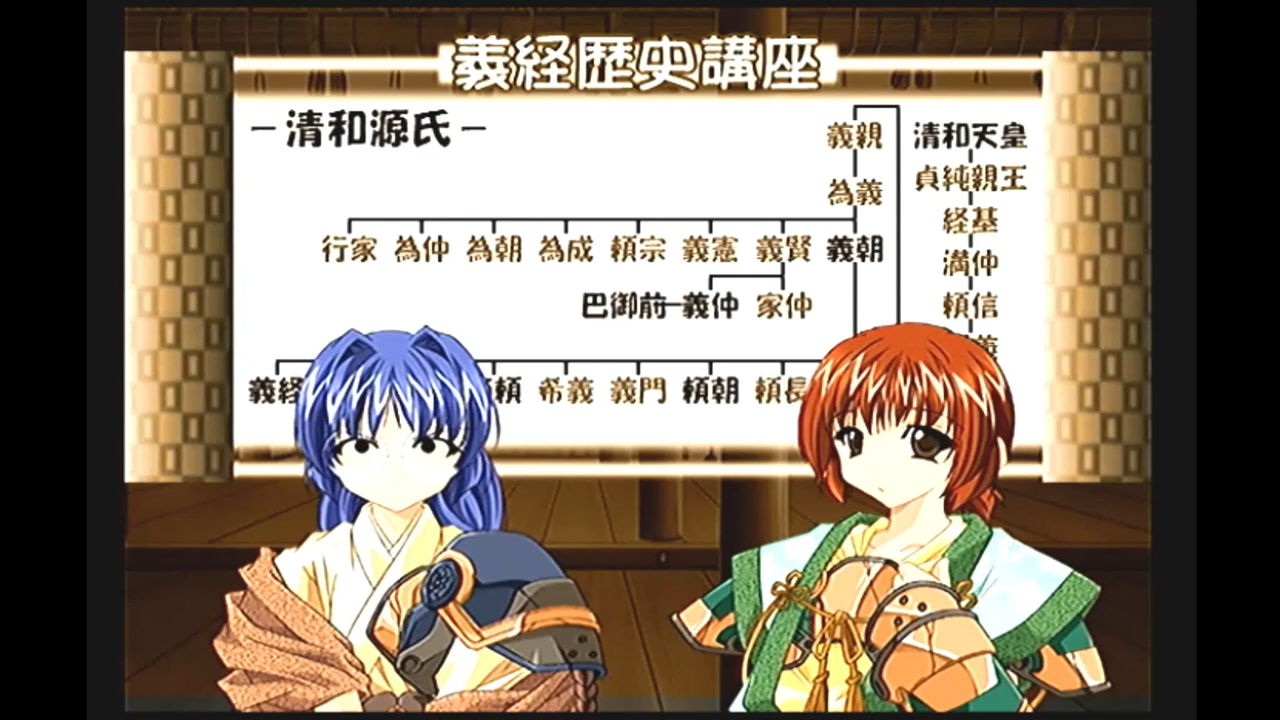 義経歴史講座
－清和源氏－
義親 清和天皇
為義 貞純親王
経基
行家 為仲 為朝 為成 頼宗 義憲 義賢 義朝
満仲
巴御前 義仲 家仲 頼信
義経 頼 希義 義門 頼朝 頼長